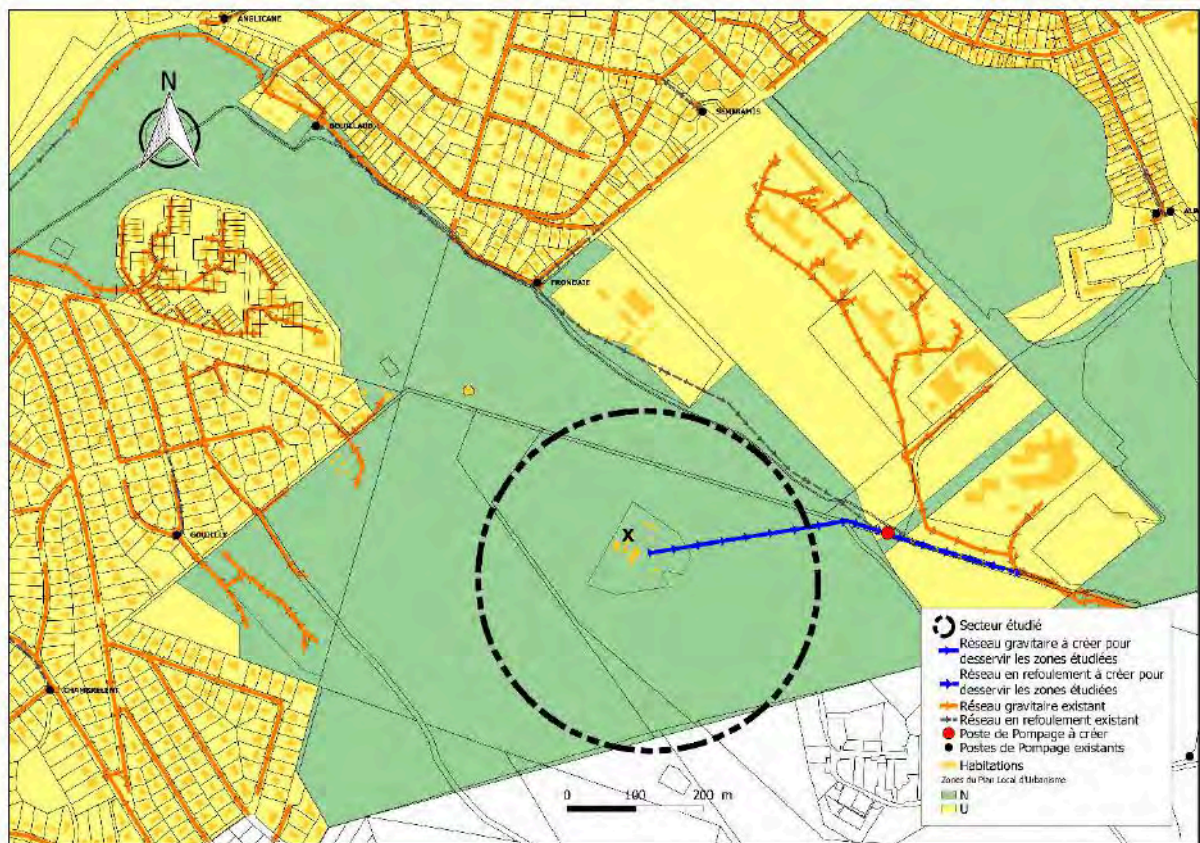 ANGLICANE
N
BOUILLAUD
SEMIRAMIS
FRONDAIE
X
GOUILLY
CHAMBRELENT
Secteur étudié
Réseau gravitaire à créer pour
desservir les zones étudiées
Réseau en refoulement à créer pour
desservir les zones étudiées
Réseau gravitaire existant
Réseau en refoulement existant
Poste de Pompage à créer
Postes de Pompage existants
Habitations
Zones du Plan Local d'Urbanisme
N
U
0 100 200 m